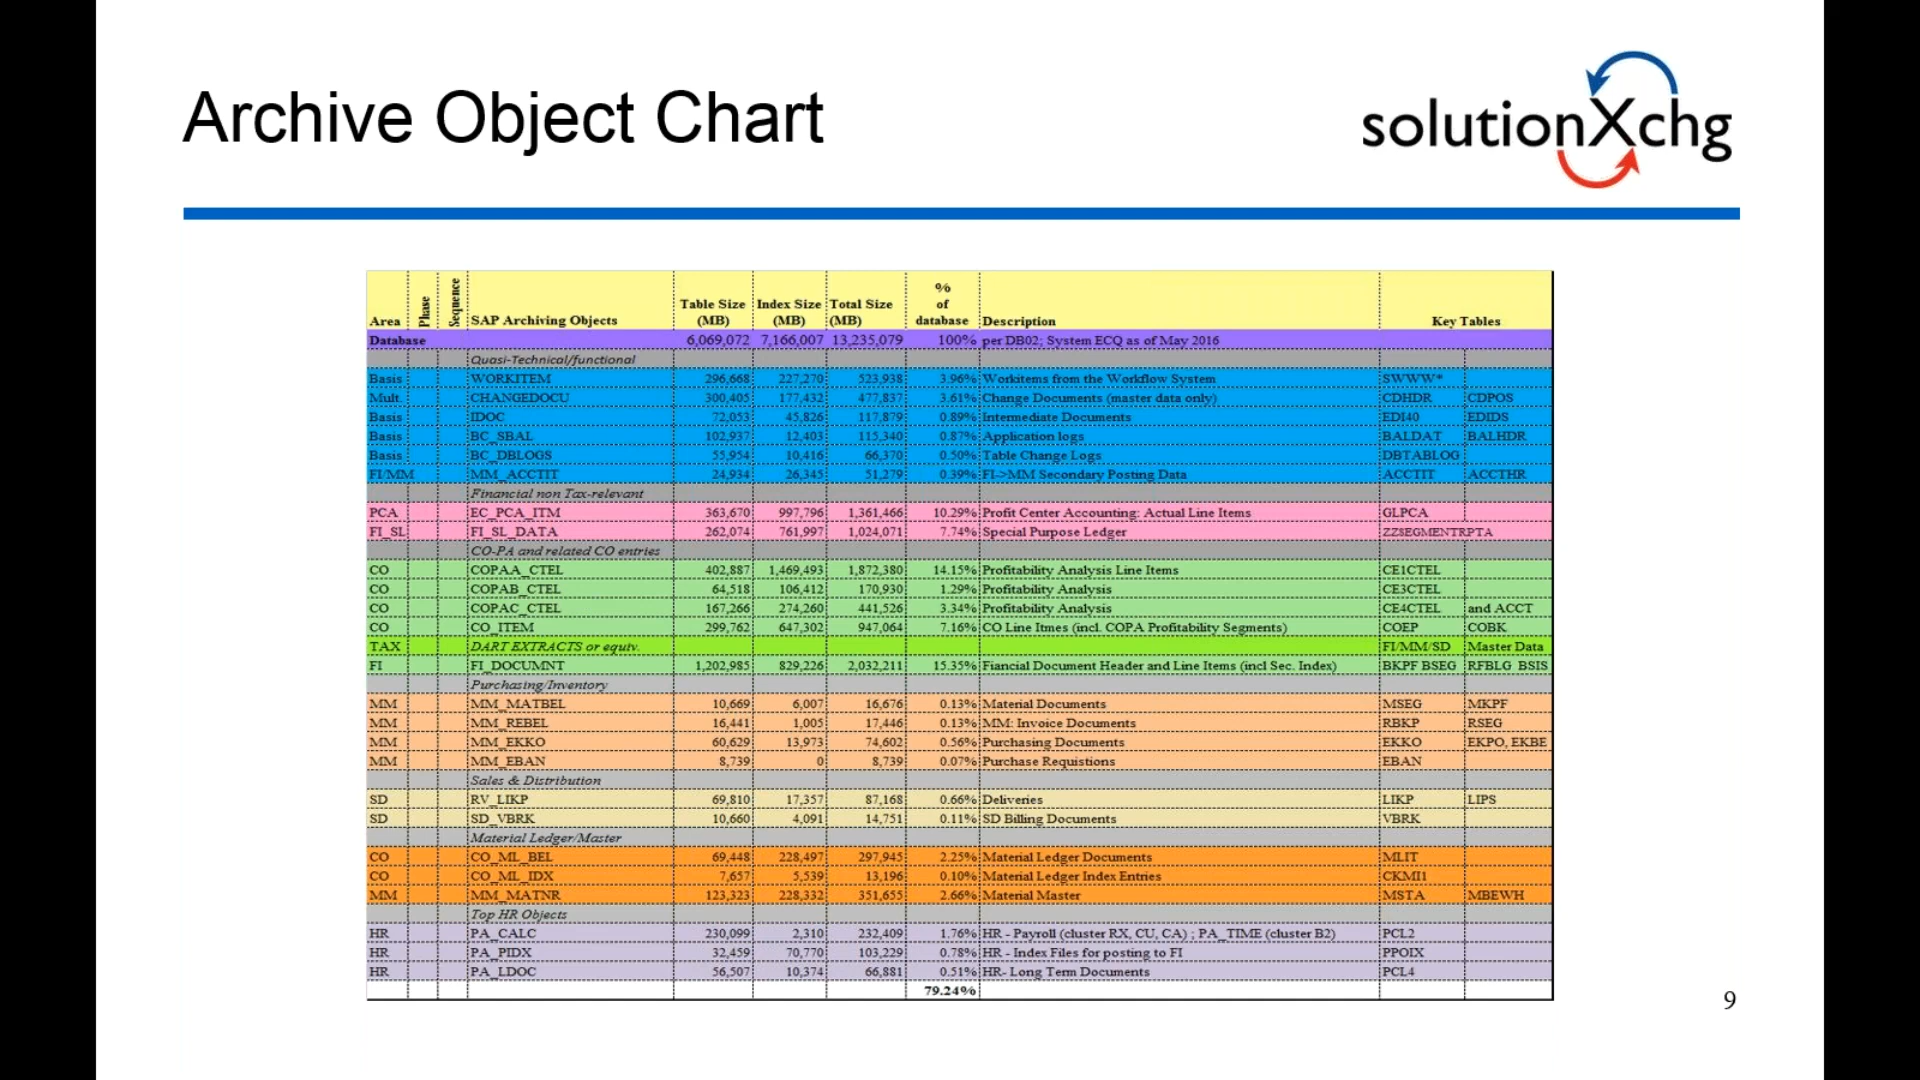 Archive Object Chart
solutionXchg
Area Phase Sequence SAP Archiving Objects Table Size (MB) Index Size (MB) Total Size (MB) % of database Description Key Tables
Database 6,069,072 7,166,007 13,235,079 100% per DB02; System ECQ as of May 2016
Quasi-Technical/functional
Basis WORKITEM 296,668 227,270 523,938 3.96% Workitems from the Workflow System SWWW*
Mult. CHANGEDOCU 300,405 177,432 477,837 3.61% Change Documents (master data only) CDHDR CDPOS
Basis IDOC 72,053 45,826 117,879 0.89% Intermediate Documents EDI40 EDIDS
Basis BC_SBAL 102,937 12,403 115,340 0.87% Application logs BALDAT BALHDR
Basis BC_DBLOGS 55,954 10,416 66,370 0.50% Table Change Logs DBTABLOG
FI/MM MM_ACCTIT 24,934 26,345 51,279 0.39% FI->MM Secondary Posting Data ACCTIT ACCTHR
Financial non Tax-relevant
PCA EC_PCA_ITM 363,670 997,796 1,361,466 10.29% Profit Center Accounting: Actual Line Items GLPCA
FI_SL FI_SL_DATA 262,074 761,997 1,024,071 7.74% Special Purpose Ledger ZZSEGMENTRPTA
CO-PA and related CO entries
CO COPAA_CTEL 402,887 1,469,493 1,872,380 14.15% Profitability Analysis Line Items CE1CTEL
CO COPAB_CTEL 64,518 106,412 170,930 1.29% Profitability Analysis CE3CTEL
CO COPAC_CTEL 167,266 274,260 441,526 3.34% Profitability Analysis CE4CTEL and ACCT
CO CO_ITEM 299,762 647,302 947,064 7.16% CO Line Itmes (incl. COPA Profitability Segments) COEP COBK
TAX DART EXTRACTS or equiv. FI/MM/SD Master Data
FI FI_DOCUMNT 1,202,985 829,226 2,032,211 15.35% Fiancial Document Header and Line Items (incl Sec. Index) BKPF BSEG RFBLG BSIS
Purchasing/Inventory
MM MM_MATBEL 10,669 6,007 16,676 0.13% Material Documents MSEG MKPF
MM MM_REBEL 16,441 1,005 17,446 0.13% MM: Invoice Documents RBKP RSEG
MM MM_EKKO 60,629 13,973 74,602 0.56% Purchasing Documents EKKO EKPO, EKBE
MM MM_EBAN 8,739 0 8,739 0.07% Purchase Requistions EBAN
Sales & Distribution
SD RV_LIKP 69,810 17,357 87,168 0.66% Deliveries LIKP LIPS
SD SD_VBRK 10,660 4,091 14,751 0.11% SD Billing Documents VBRK
Material Ledger/Master
CO CO_ML_BEL 69,448 228,497 297,945 2.25% Material Ledger Documents MLIT
CO CO_ML_IDX 7,657 5,539 13,196 0.10% Material Ledger Index Entries CKMI1
MM MM_MATNR 123,323 228,332 351,655 2.66% Material Master MSTA MBEWH
Top HR Objects
HR PA_CALC 230,099 2,310 232,409 1.76% HR - Payroll (cluster RX, CU, CA) ; PA_TIME (cluster B2) PCL2
HR PA_PIDX 32,459 70,770 103,229 0.78% HR - Index Files for posting to FI PPOIX
HR PA_LDOC 56,507 10,374 66,881 0.51% HR- Long Term Documents PCL4
79.24%
9